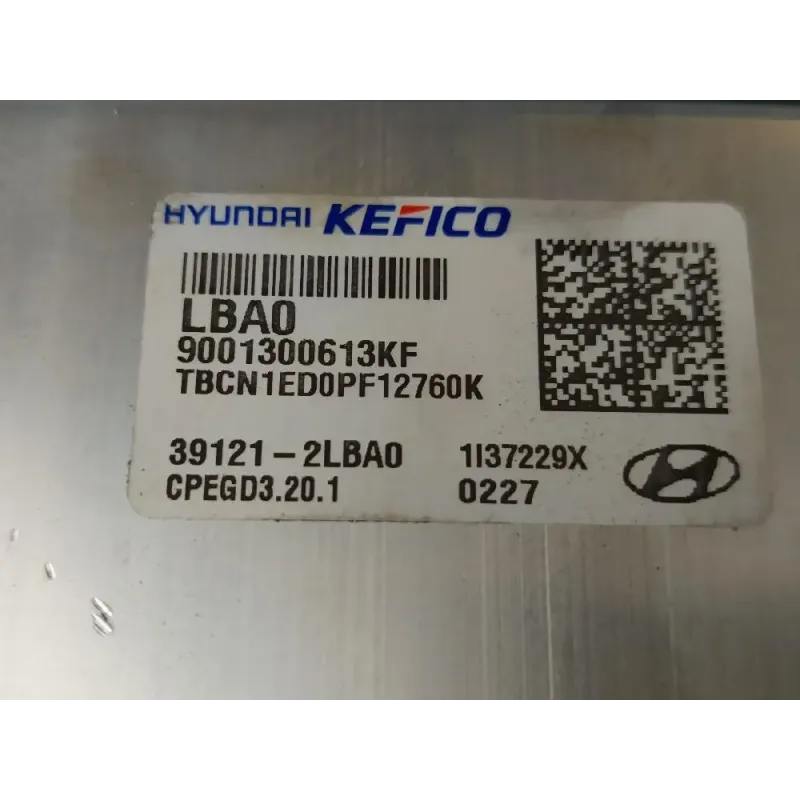 HYUNDAI KEFICO
LBA0
9001300613KF
TBCN1ED0PF12760K
39121-2LBA0 1I37229X
CPEGD3.20.1 0227